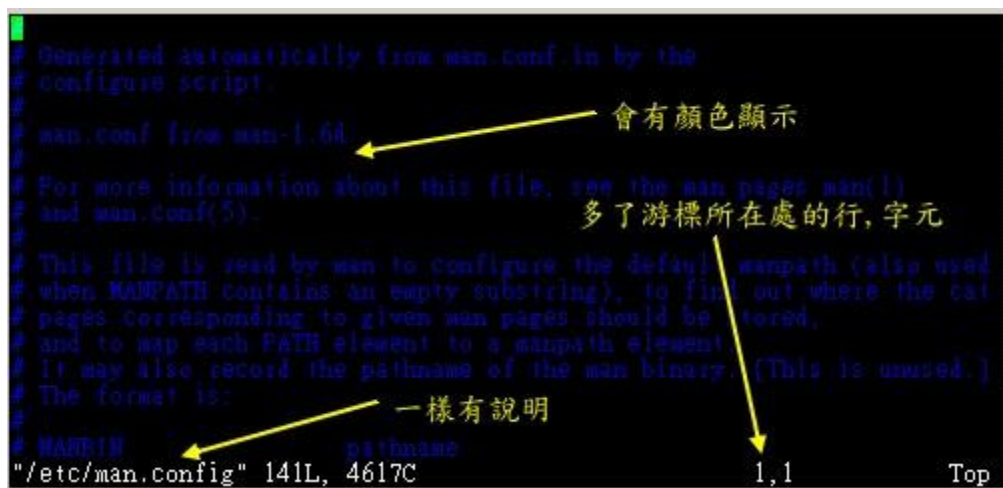 #
# Generated automatically from man.conf.in by the
# configure script.
#
# man.conf from man-1.6d
#
# For more information about this file, see the man pages man(1)
# and man.conf(5).
#
# This file is read by man to configure the default manpath (also used
# when MANPATH contains an empty substring), to find out where the cat
# pages corresponding to given man pages should be stored,
# and to map each PATH element to a manpath element.
# It may also record the pathname of the man binary. [This is unused.]
# The format is:
#
# MANBIN pathname
"/etc/man.config" 141L, 4617C 1,1 Top
會有顏色顯示
多了游標所在處的行,字元
一樣有說明